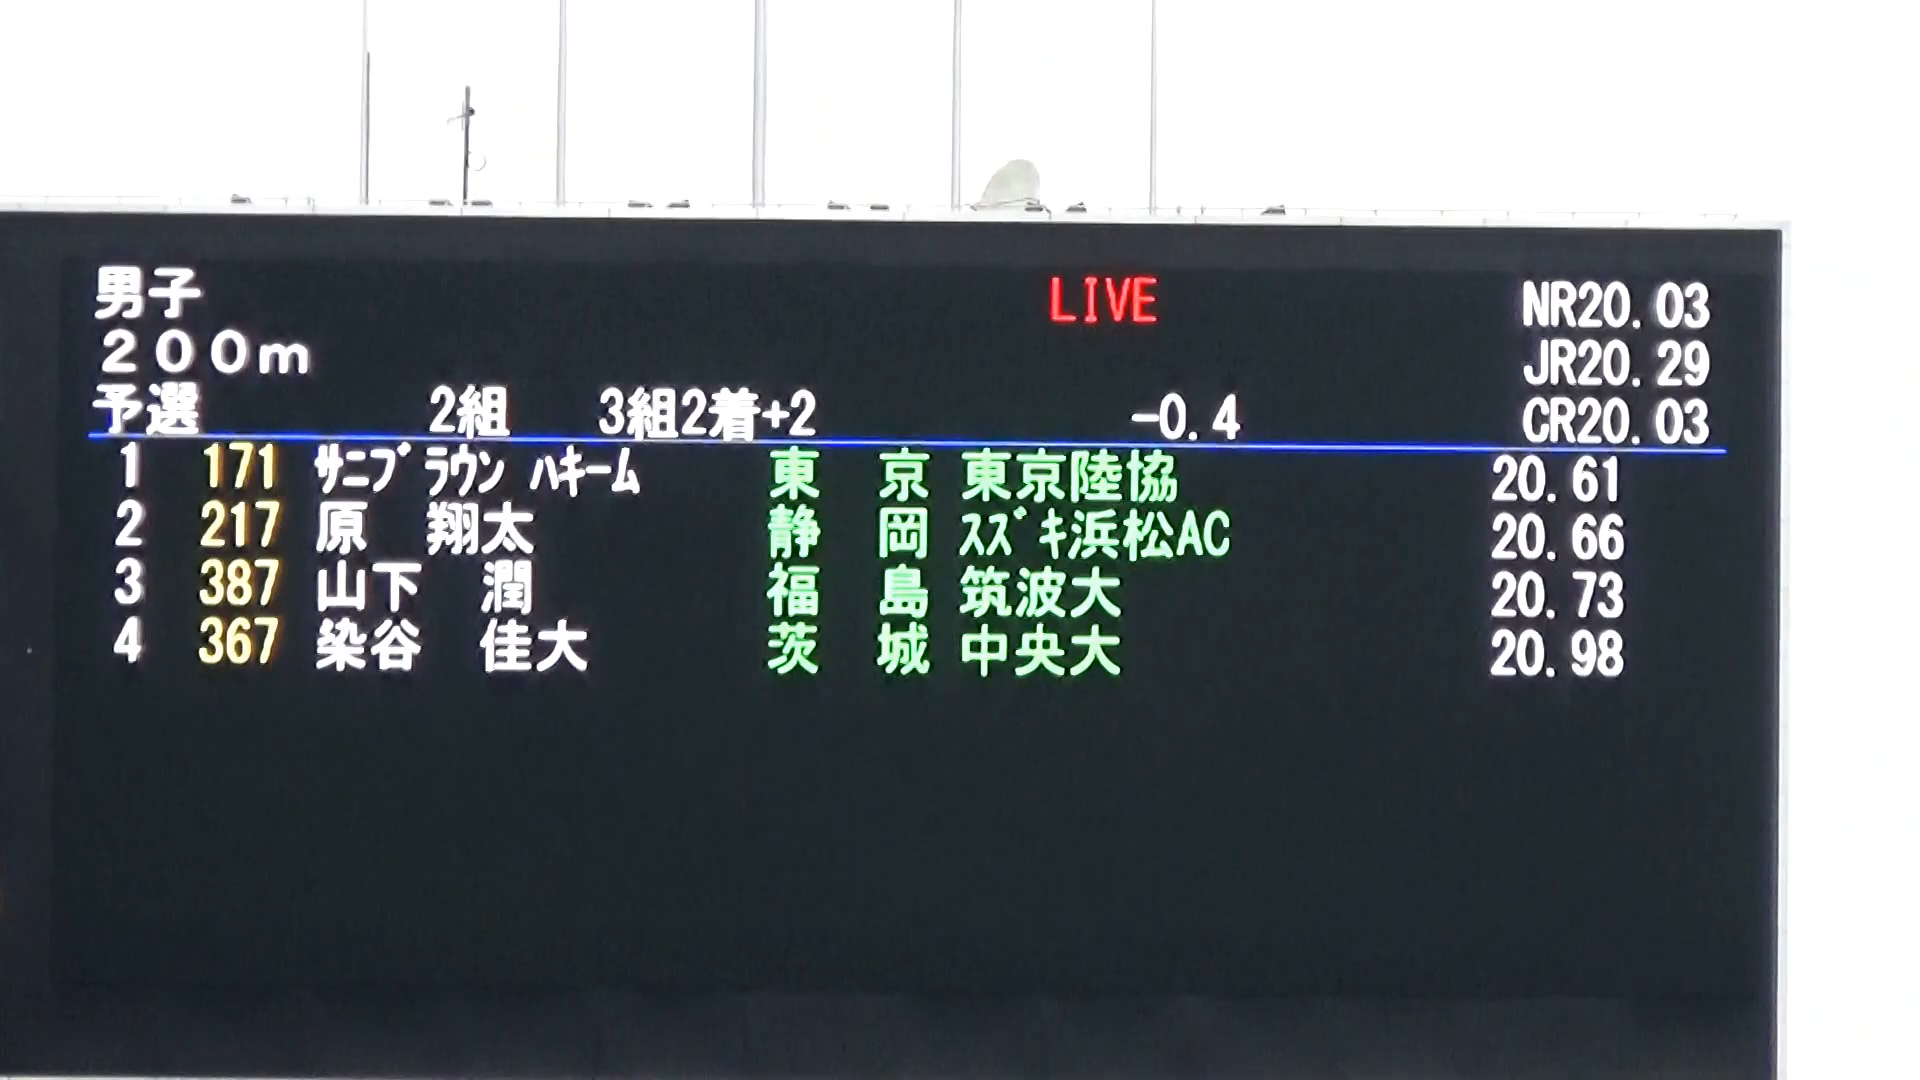 男子 LIVE NR20.03
200m JR20.29
予選 2組 3組2着+2 -0.4 CR20.03
1 171 ｻﾆﾌﾞﾗｳﾝ ﾊｷｰﾑ 東 京 東京陸協 20.61
2 217 原 翔太 静 岡 ｽｽﾞｷ浜松AC 20.66
3 387 山下 潤 福 島 筑波大 20.73
4 367 染谷 佳大 茨 城 中央大 20.98